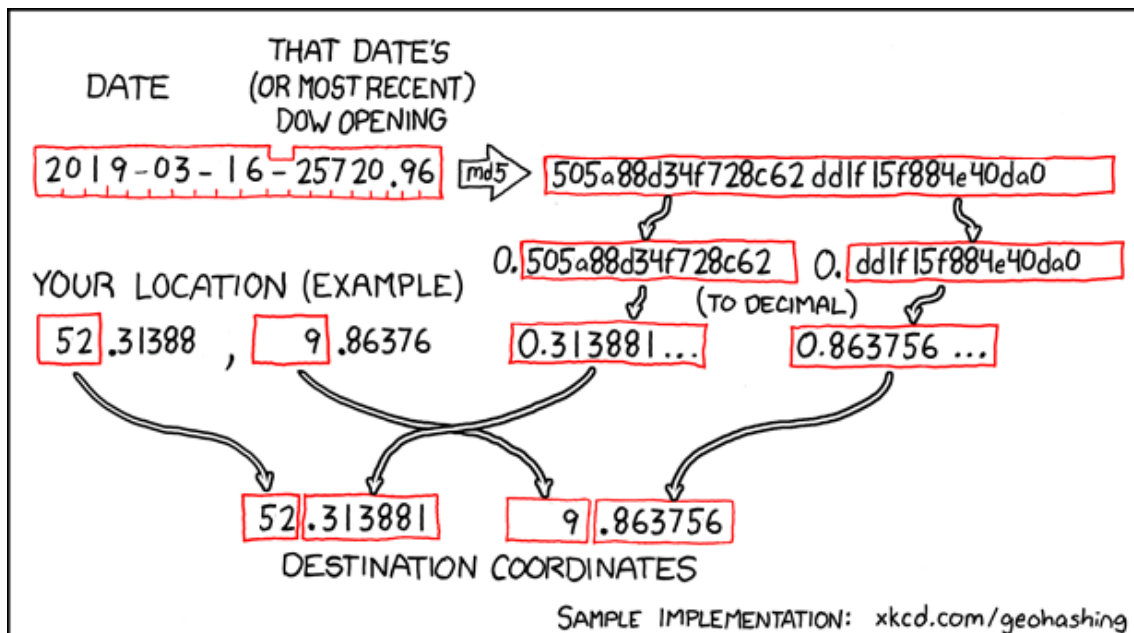 DATE
THAT DATE'S
(OR MOST RECENT)
DOW OPENING
2019-03-16-25720.96
md5
505a88d34f728c62dd1f15f884e40da0
0.505a88d34f728c62
0.dd1f15f884e40da0
(TO DECIMAL)
YOUR LOCATION (EXAMPLE)
52.31388, 9.86376
0.313881...
0.863756...
52.313881
9.863756
DESTINATION COORDINATES
SAMPLE IMPLEMENTATION: xkcd.com/geohashing